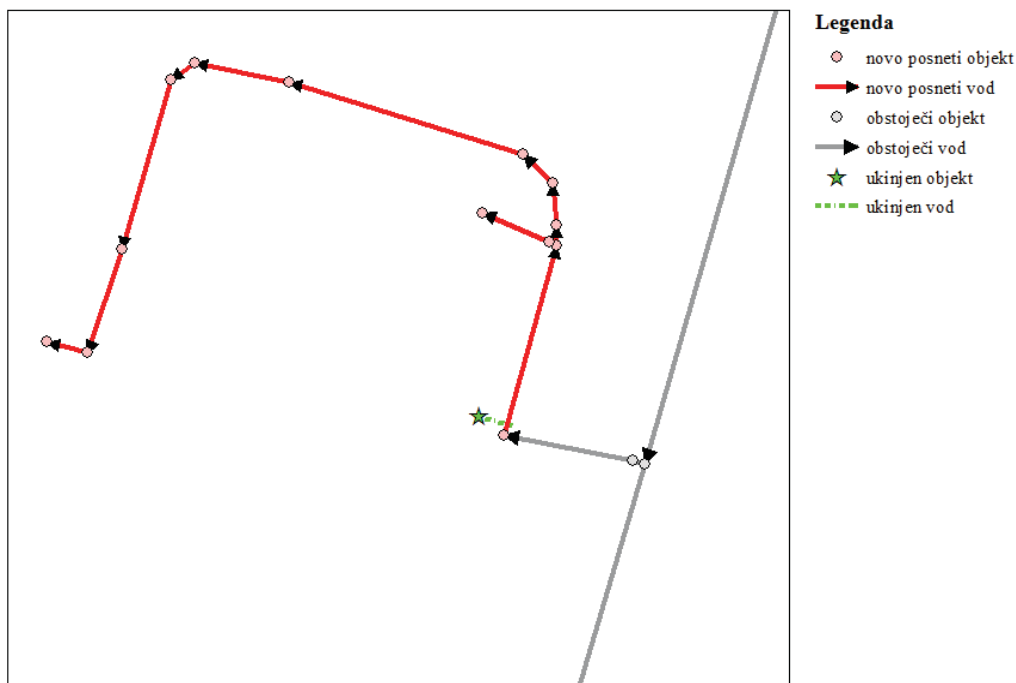 Legenda
novo posneti objekt
novo posneti vod
obstoječi objekt
obstoječi vod
ukinjen objekt
ukinjen vod